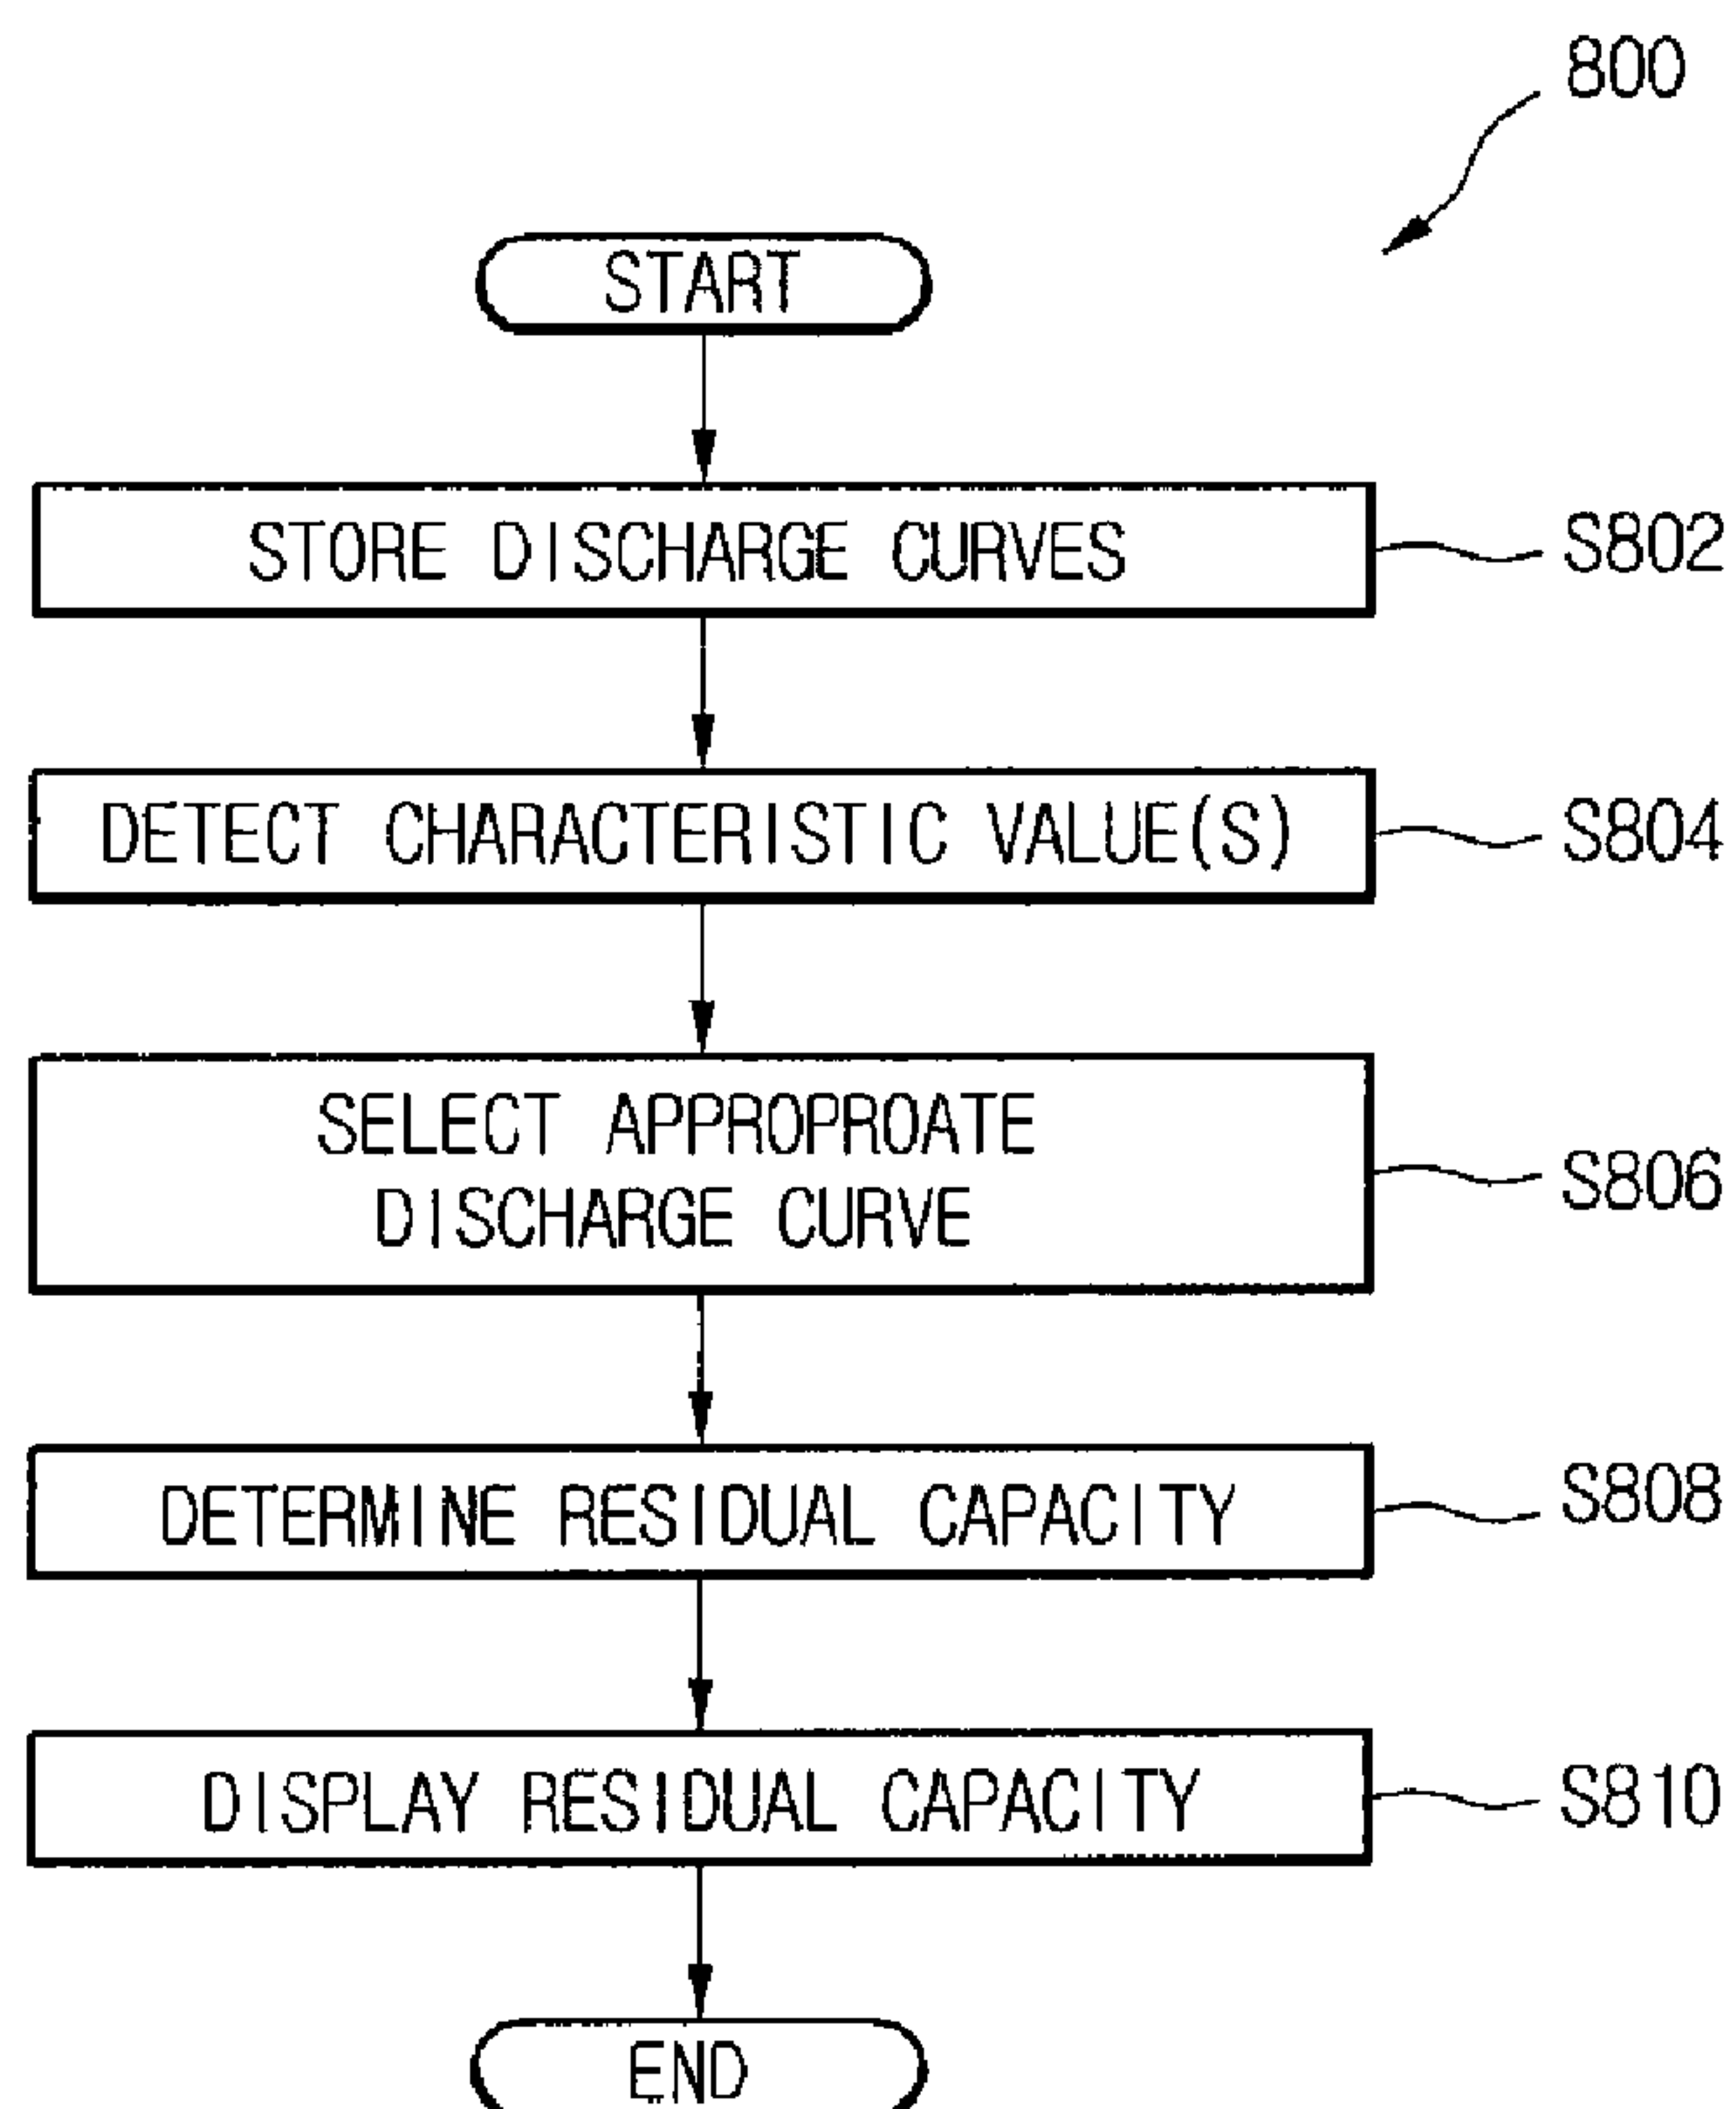 800
START
STORE DISCHARGE CURVES
S802
DETECT CHARACTERISTIC VALUE(S)
S804
SELECT APPROPROATE
DISCHARGE CURVE
S806
DETERMINE RESIDUAL CAPACITY
S808
DISPLAY RESIDUAL CAPACITY
S810
END